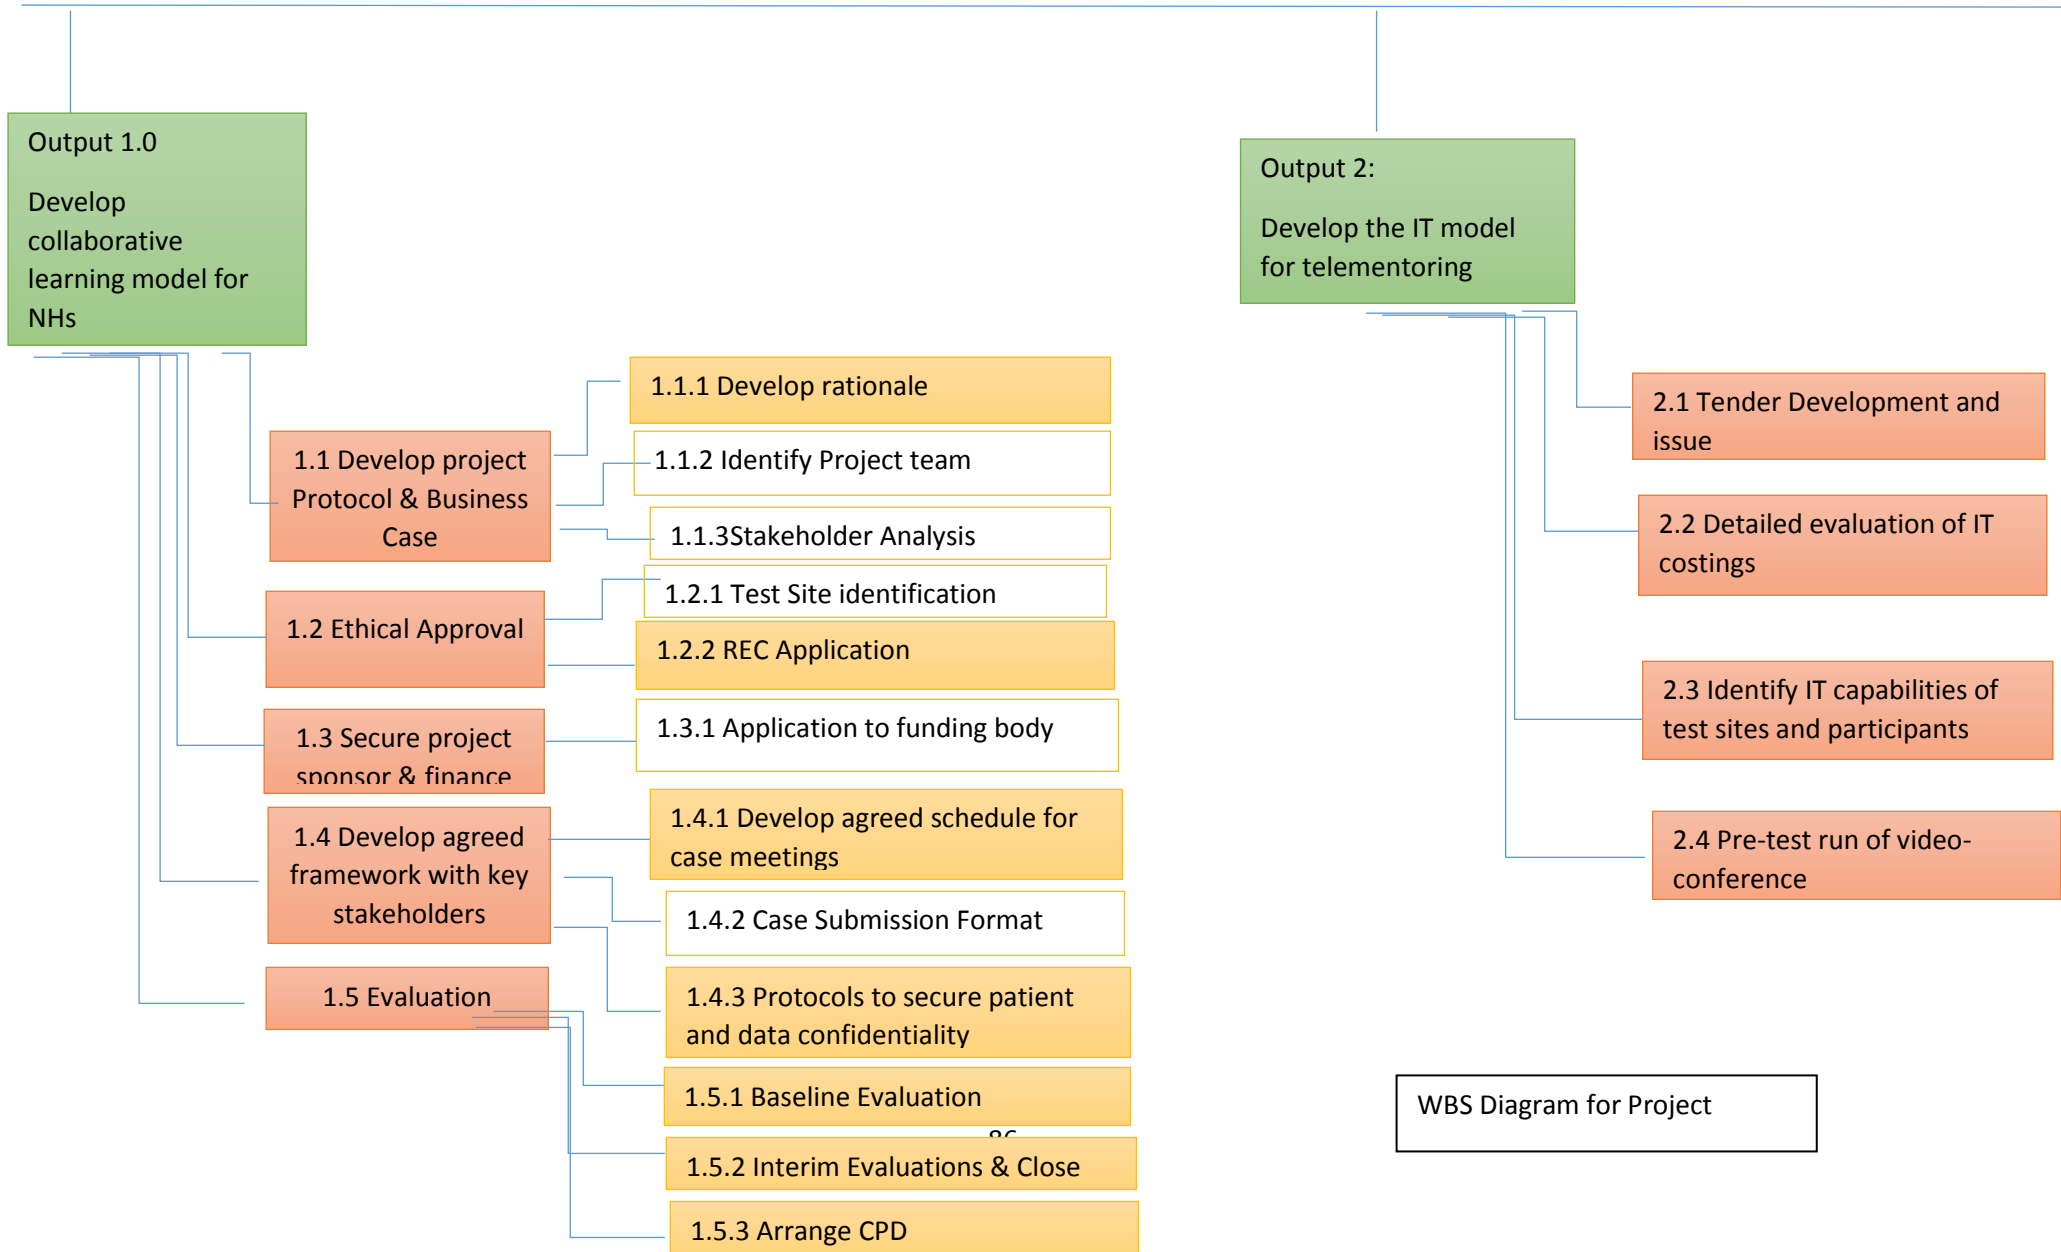 Output 1.0
Develop
collaborative
learning model for
NHs
1.1 Develop project
Protocol & Business
Case
1.1.1 Develop rationale
1.1.2 Identify Project team
1.1.3Stakeholder Analysis
1.2 Ethical Approval
1.2.1 Test Site identification
1.2.2 REC Application
1.3 Secure project
sponsor & finance
1.3.1 Application to funding body
1.4 Develop agreed
framework with key
stakeholders
1.4.1 Develop agreed schedule for
case meetings
1.4.2 Case Submission Format
1.4.3 Protocols to secure patient
and data confidentiality
1.5 Evaluation
1.5.1 Baseline Evaluation
1.5.2 Interim Evaluations & Close
1.5.3 Arrange CPD
Output 2:
Develop the IT model
for telementoring
2.1 Tender Development and
issue
2.2 Detailed evaluation of IT
costings
2.3 Identify IT capabilities of
test sites and participants
2.4 Pre-test run of video-
conference
WBS Diagram for Project